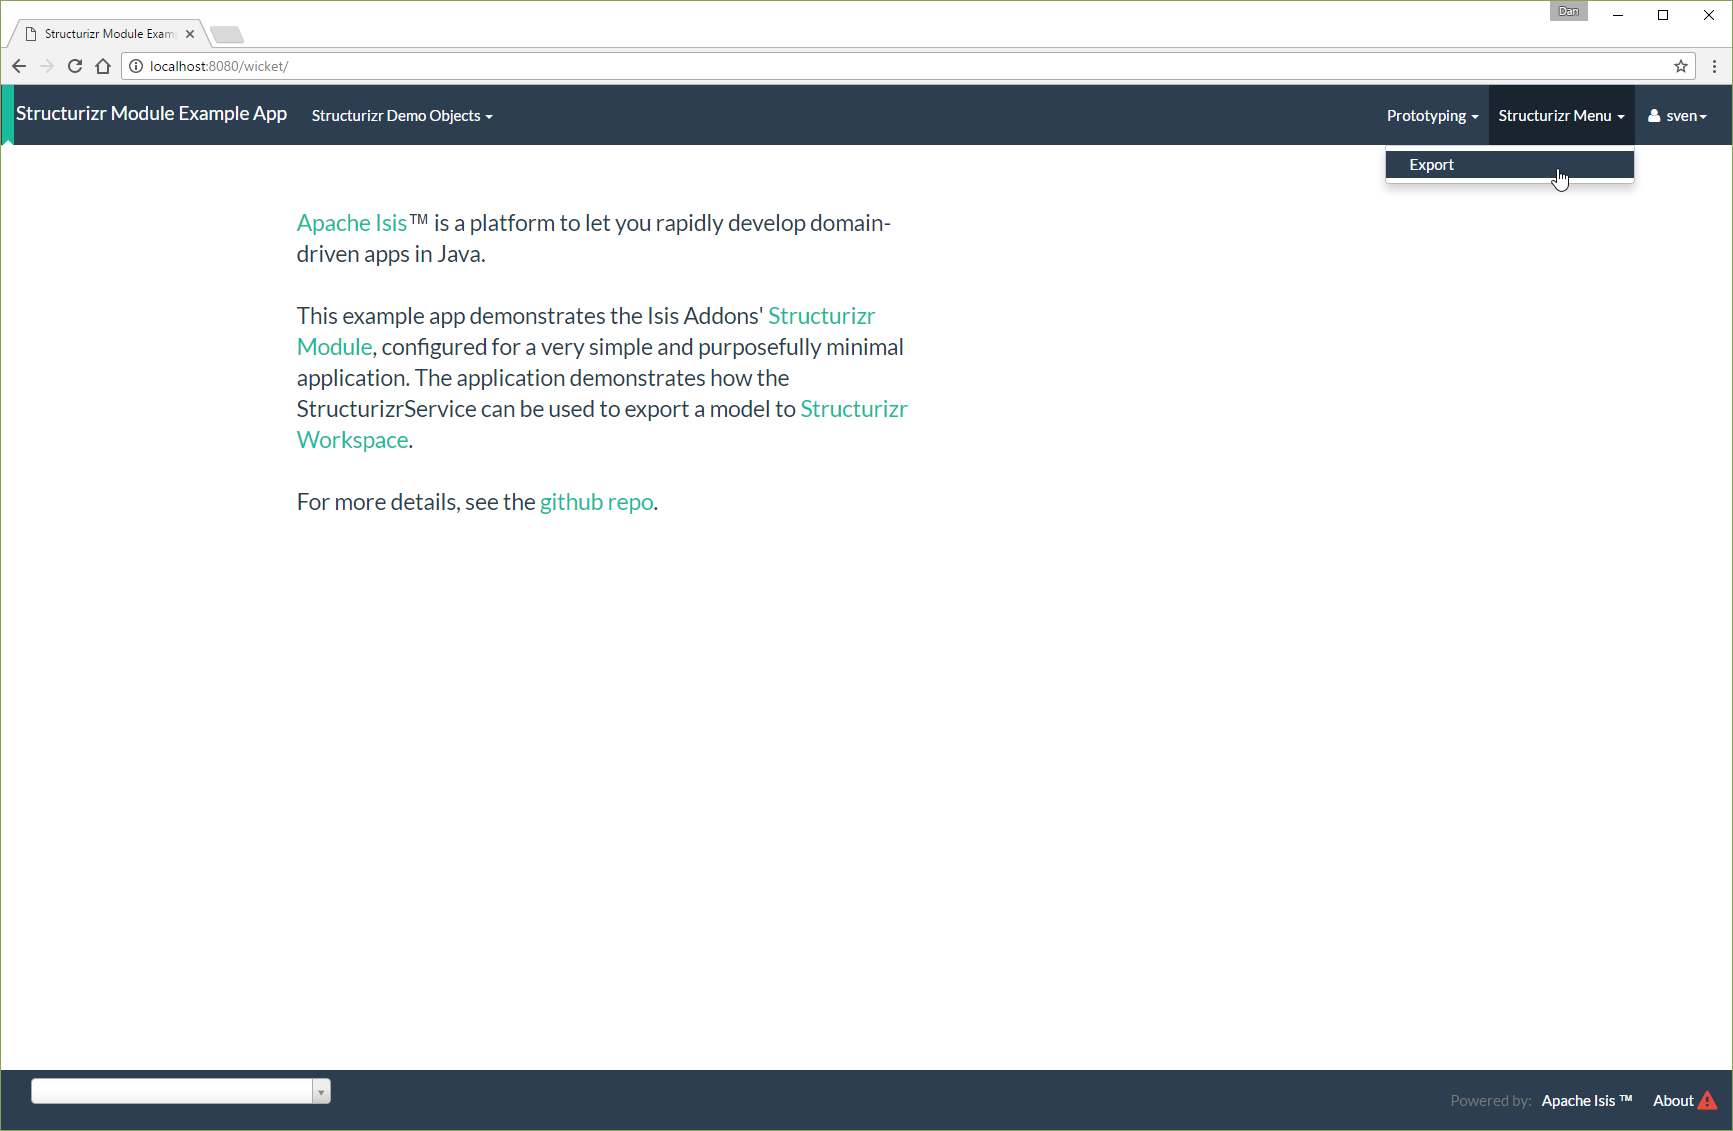 Dan
Structurizr Module Exam
localhost:8080/wicket/
Structurizr Module Example App Structurizr Demo Objects Prototyping Structurizr Menu sven
Export
Apache Isis™ is a platform to let you rapidly develop domain-
driven apps in Java.
This example app demonstrates the Isis Addons' Structurizr
Module, configured for a very simple and purposefully minimal
application. The application demonstrates how the
StructurizrService can be used to export a model to Structurizr
Workspace.
For more details, see the github repo.
Powered by: Apache Isis ™ About